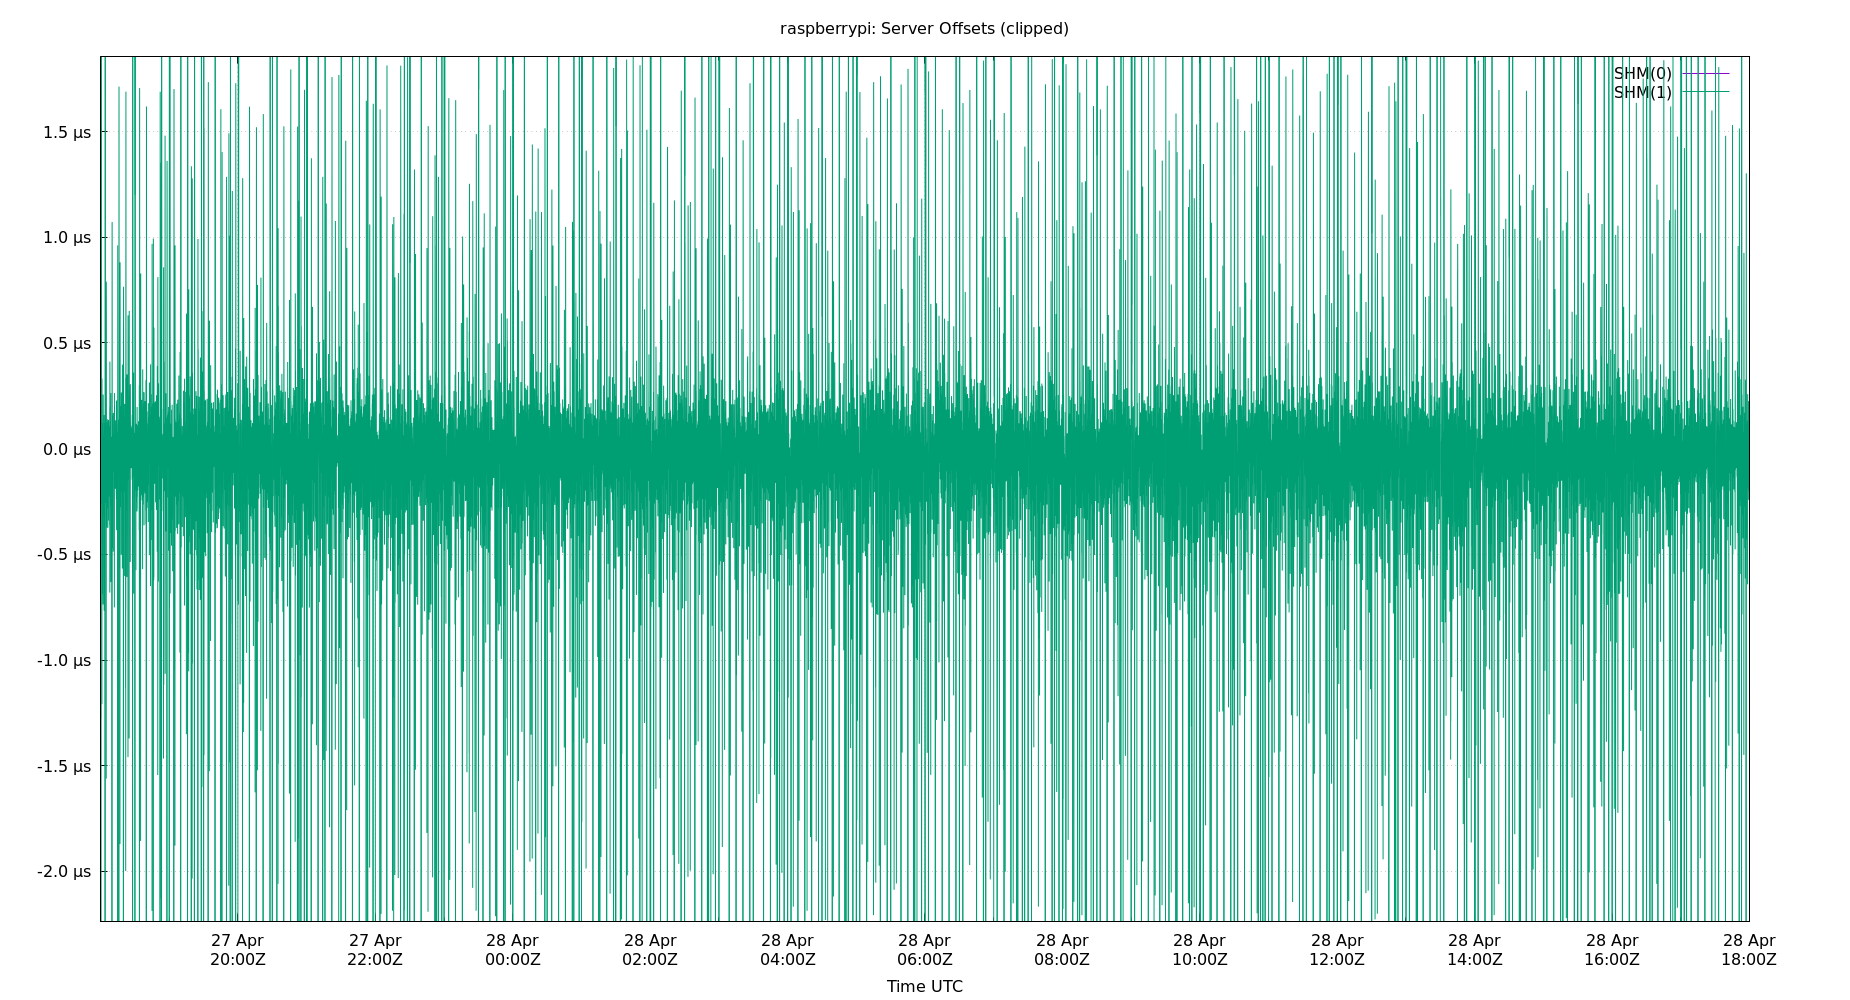 raspberrypi: Server Offsets (clipped)
SHM(0)
SHM(1)
1.5 µs
1.0 µs
0.5 µs
0.0 µs
-0.5 µs
-1.0 µs
-1.5 µs
-2.0 µs
27 Apr 27 Apr 28 Apr 28 Apr 28 Apr 28 Apr 28 Apr 28 Apr 28 Apr 28 Apr 28 Apr 28 Apr
20:00Z 22:00Z 00:00Z 02:00Z 04:00Z 06:00Z 08:00Z 10:00Z 12:00Z 14:00Z 16:00Z 18:00Z
Time UTC